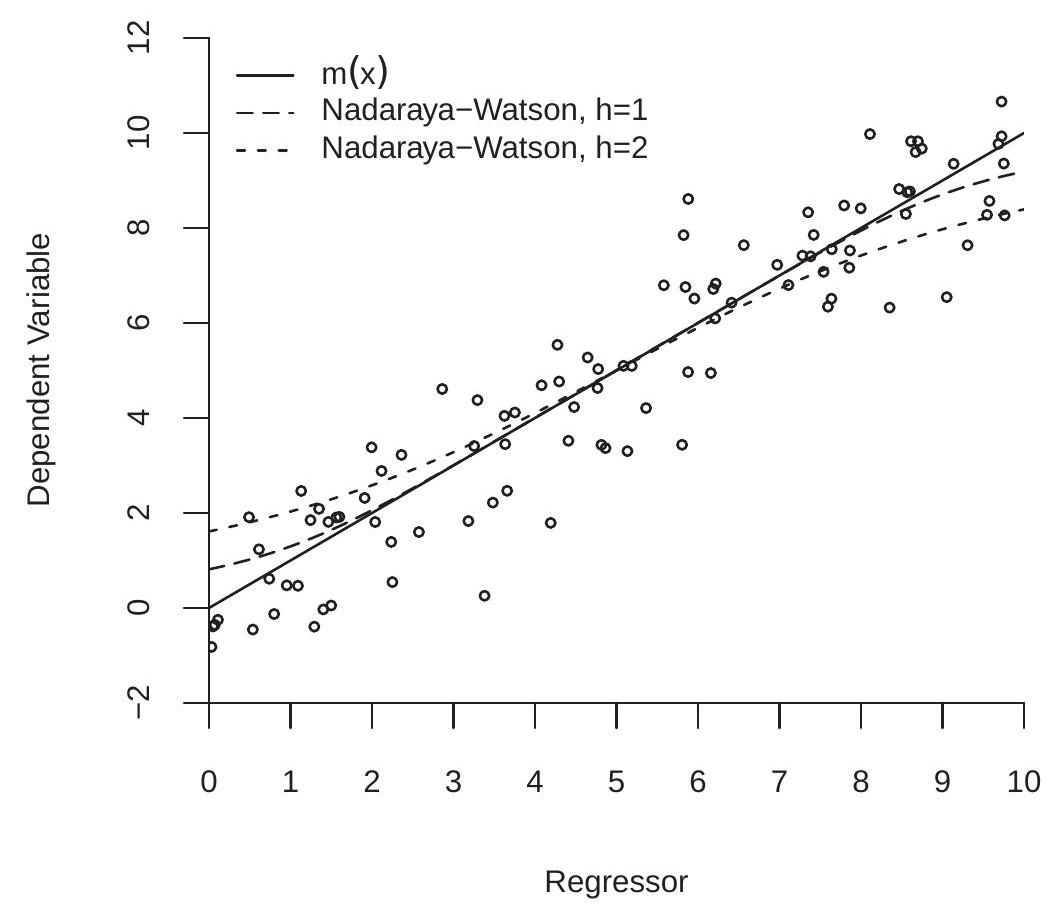 12
10
8
6
4
2
0
−2
Dependent Variable
m(x)
Nadaraya−Watson, h=1
Nadaraya−Watson, h=2
0 1 2 3 4 5 6 7 8 9 10
Regressor